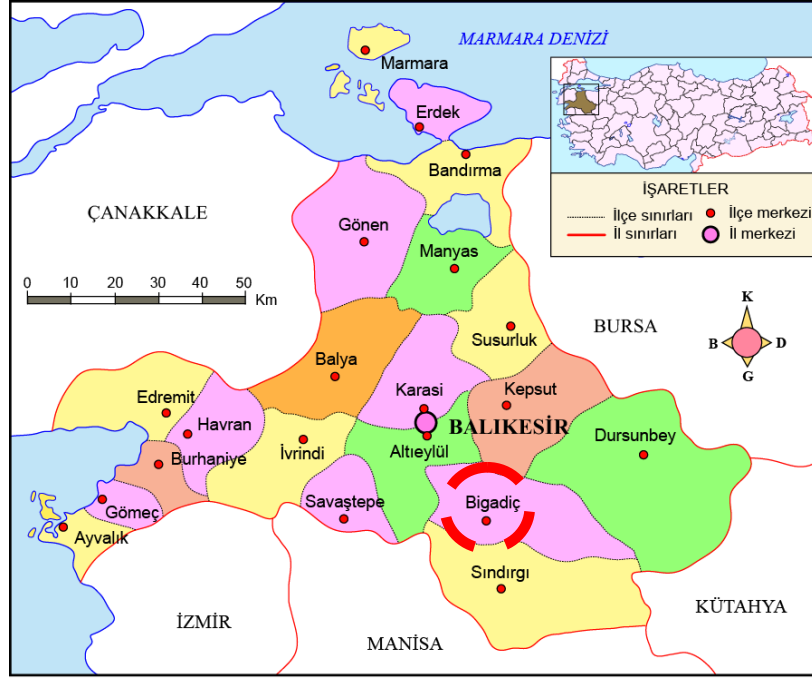 MARMARA DENİZİ
Marmara
Erdek
Bandırma
ÇANAKKALE
Gönen
Manyas
İŞARETLER
İlçe sınırları
İlçe merkezi
İl sınırları
İl merkezi
0 10 20 30 40 50 Km
K
B
D
G
BURSA
Susurluk
Balya
Karasi
Kepsut
Edremit
Havran
BALIKESİR
Dursunbey
İvrindi
Altıeylül
Burhaniye
Savaştepe
Bigadiç
Gömeç
Ayvalık
Sındırgı
KÜTAHYA
İZMİR
MANİSA